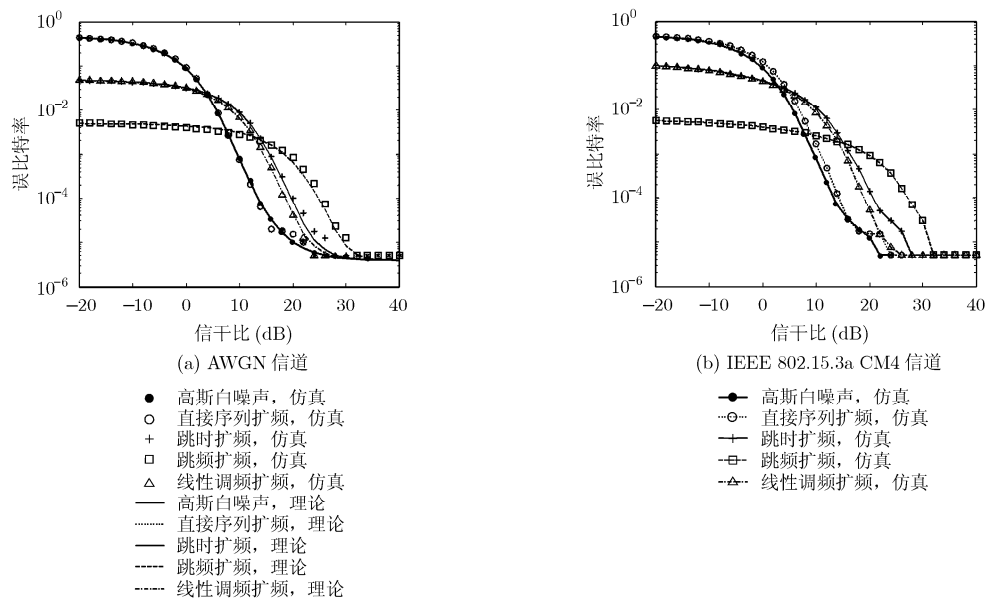 10⁰
10⁻²
10⁻⁴
10⁻⁶
误比特率
−20 −10 0 10 20 30 40
信干比 (dB)
(a) AWGN 信道
高斯白噪声，仿真
直接序列扩频，仿真
跳时扩频，仿真
跳频扩频，仿真
线性调频扩频，仿真
高斯白噪声，理论
直接序列扩频，理论
跳时扩频，理论
跳频扩频，理论
线性调频扩频，理论
10⁰
10⁻²
10⁻⁴
10⁻⁶
误比特率
−20 −10 0 10 20 30 40
信干比 (dB)
(b) IEEE 802.15.3a CM4 信道
高斯白噪声，仿真
直接序列扩频，仿真
跳时扩频，仿真
跳频扩频，仿真
线性调频扩频，仿真